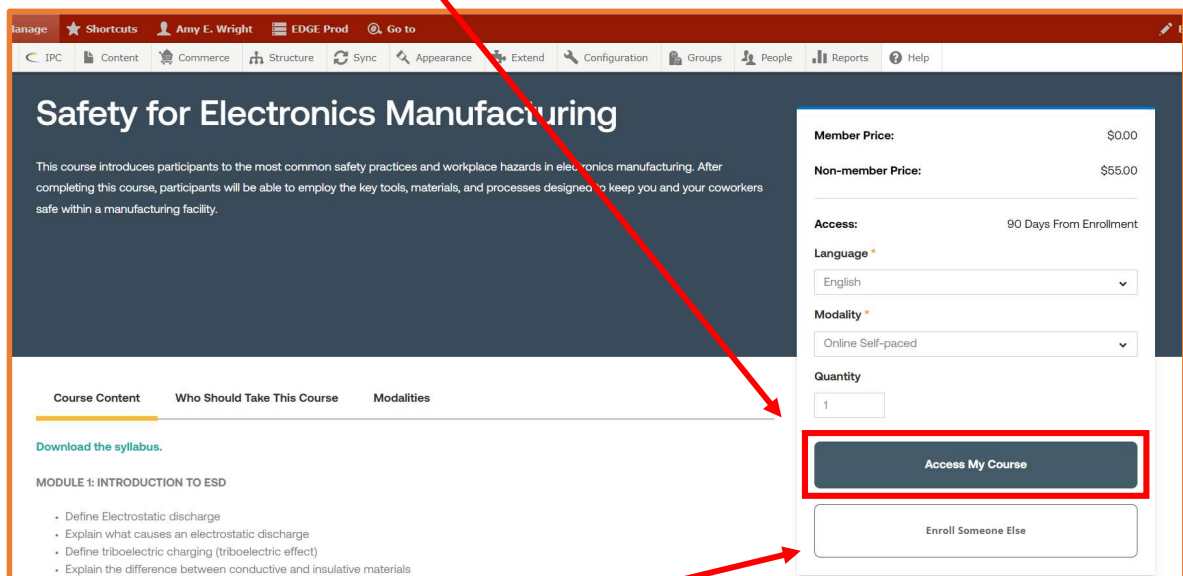 Manage Shortcuts Amy E. Wright EDGE Prod Go to
IPC Content Commerce Structure Sync Appearance Extend Configuration Groups People Reports Help
Safety for Electronics Manufacturing
This course introduces participants to the most common safety practices and workplace hazards in electronics manufacturing. After
completing this course, participants will be able to employ the key tools, materials, and processes designed to keep you and your coworkers
safe within a manufacturing facility.
Member Price: $0.00
Non-member Price: $55.00
Access: 90 Days From Enrollment
Language *
English
Modality *
Online Self-paced
Quantity
1
Access My Course
Enroll Someone Else
Course Content Who Should Take This Course Modalities
Download the syllabus.
MODULE 1: INTRODUCTION TO ESD
• Define Electrostatic discharge
• Explain what causes an electrostatic discharge
• Define triboelectric charging (triboelectric effect)
• Explain the difference between conductive and insulative materials